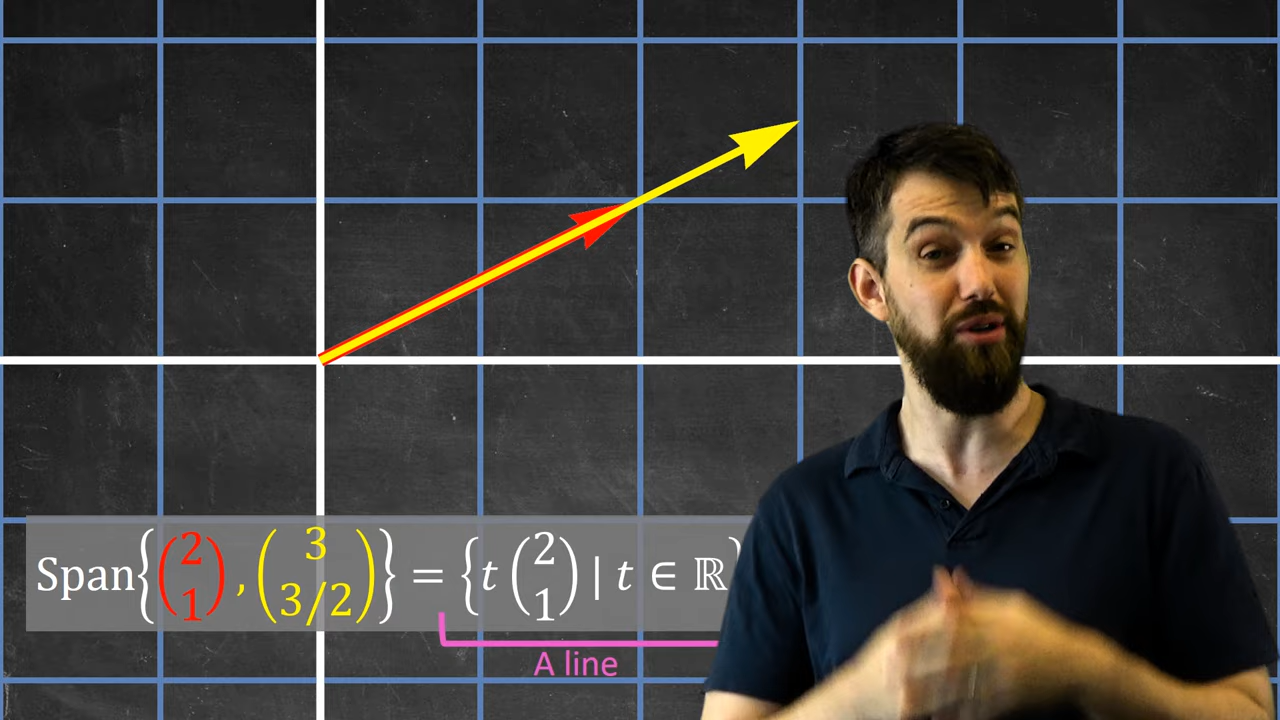 Span{(2 1), (3 3/2)} = {t (2 1) | t ∈ ℝ}
A line